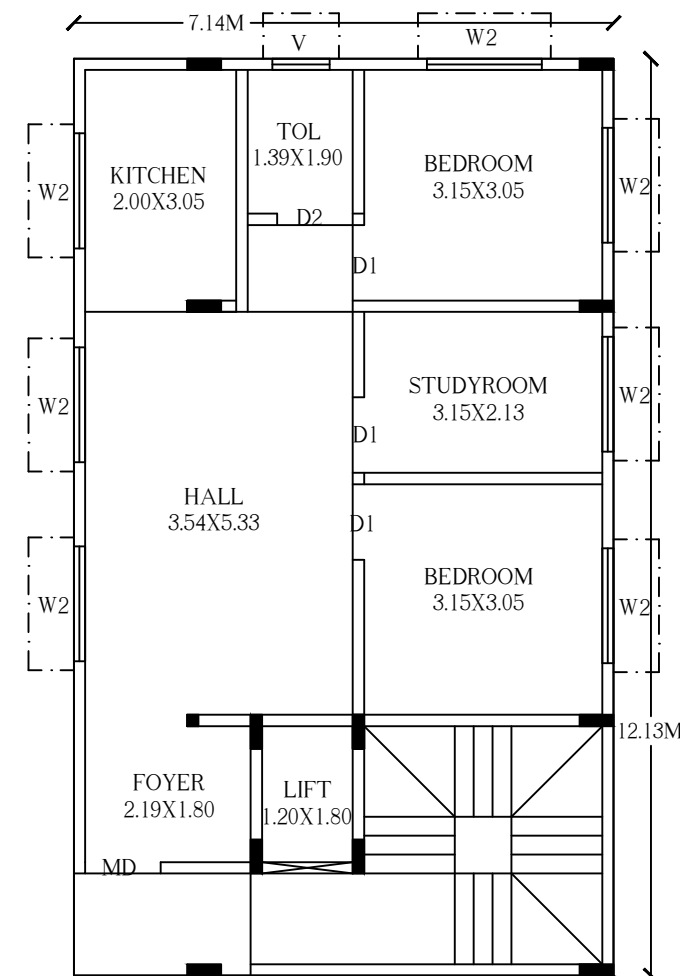 7.14M
V
W2
TOL
1.39X1.90
KITCHEN
2.00X3.05
BEDROOM
3.15X3.05
W2
W2
D2
D1
STUDYROOM
3.15X2.13
W2
W2
D1
HALL
3.54X5.33
D1
BEDROOM
3.15X3.05
W2
W2
12.13M
FOYER
2.19X1.80
LIFT
1.20X1.80
MD